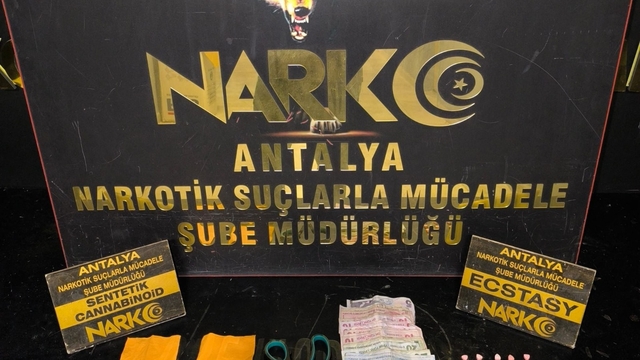 NARKO
ANTALYA
NARKOTİK SUÇLARLA MÜCADELE
ŞUBE MÜDÜRLÜĞÜ
ANTALYA
NARKOTİK SUÇLARLA MÜCADELE
ŞUBE MÜDÜRLÜĞÜ
SENTETİK
CANNABİNOİD
NARKO
ANTALYA
NARKOTİK SUÇLARLA MÜCADELE
ŞUBE MÜDÜRLÜĞÜ
ECSTASY
NARKO